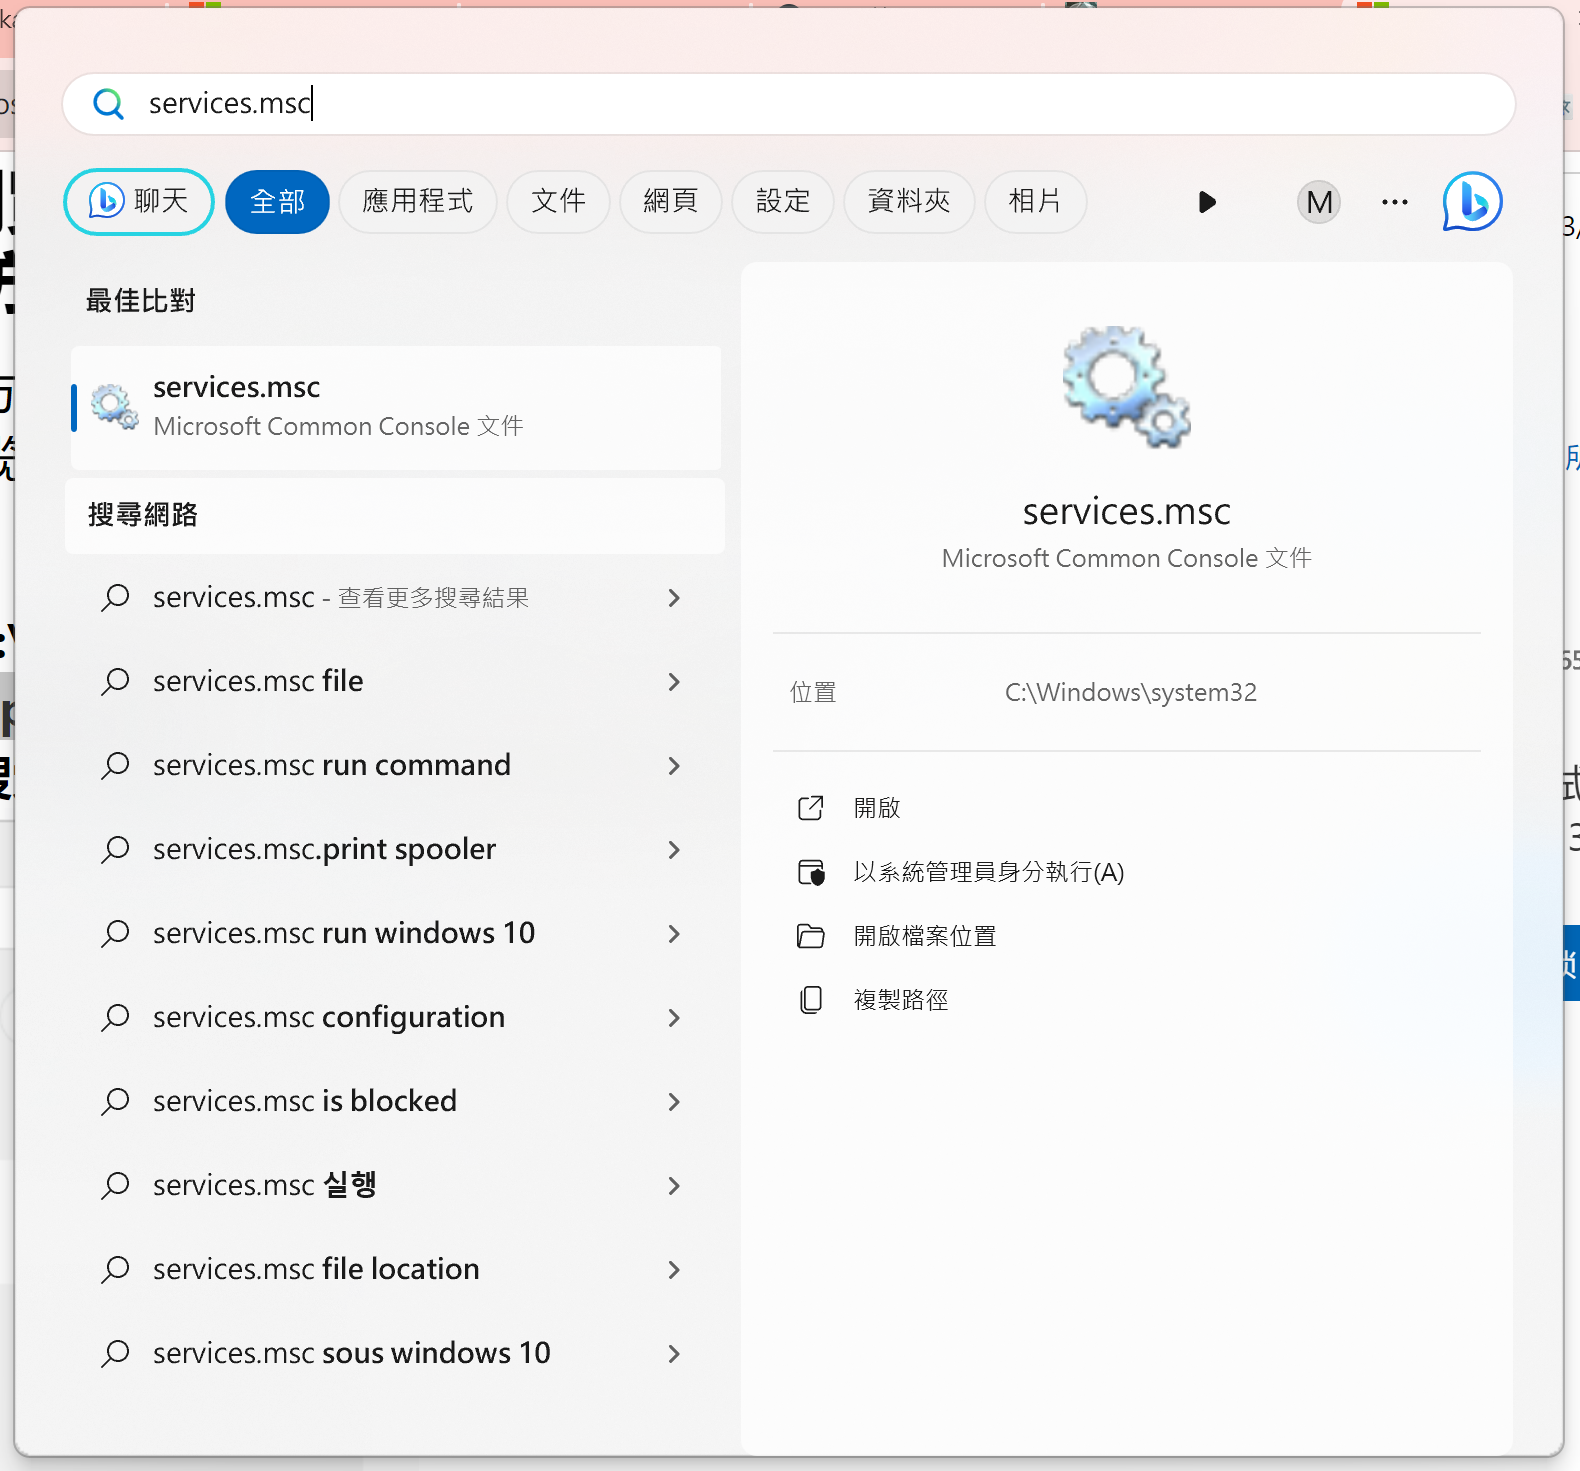 services.msc
聊天
全部
應用程式
文件
網頁
設定
資料夾
相片
M
最佳比對
services.msc
Microsoft Common Console 文件
搜尋網路
services.msc - 查看更多搜尋結果
services.msc file
services.msc run command
services.msc.print spooler
services.msc run windows 10
services.msc configuration
services.msc is blocked
services.msc 실행
services.msc file location
services.msc sous windows 10
services.msc
Microsoft Common Console 文件
位置
C:\Windows\system32
開啟
以系統管理員身分執行(A)
開啟檔案位置
複製路徑